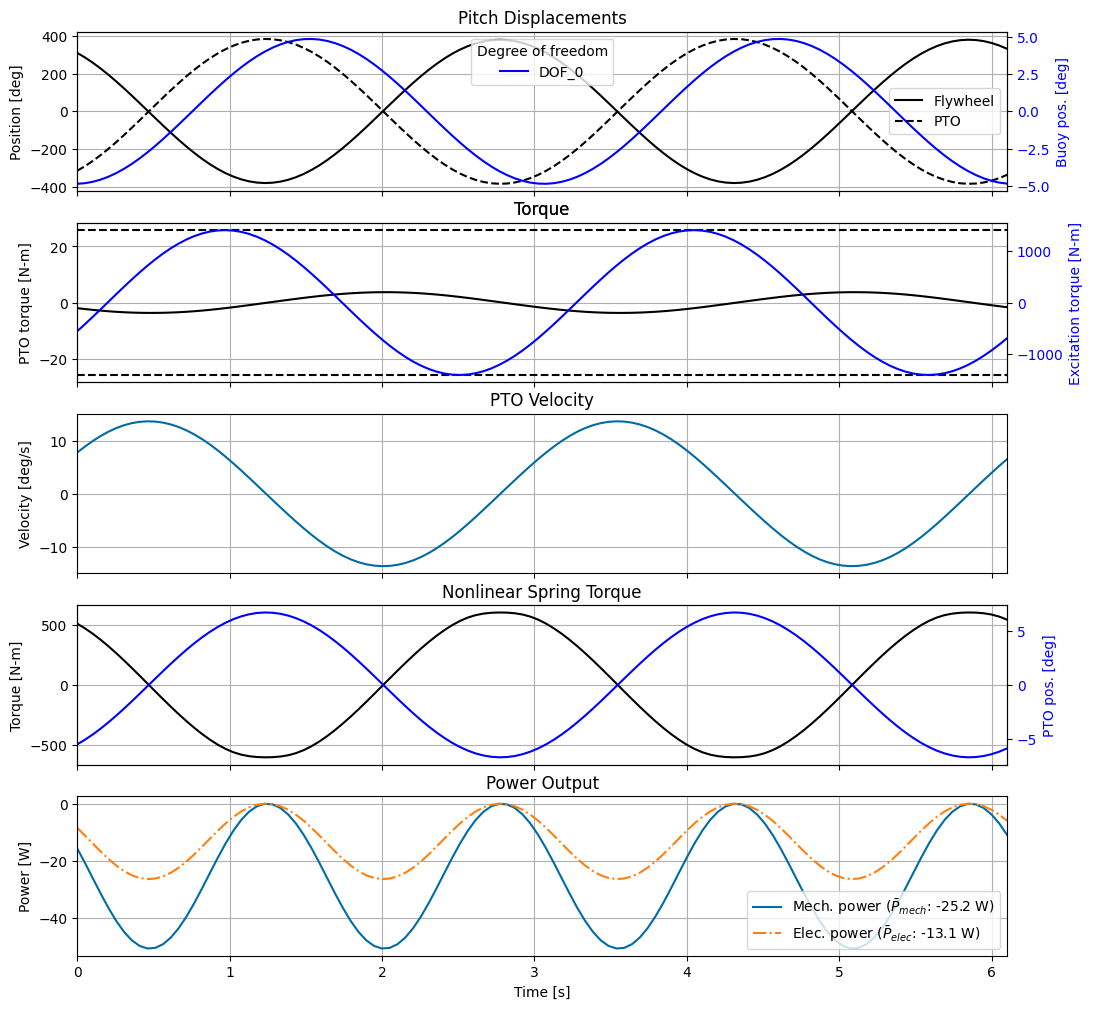 Pitch Displacements
Position [deg]
400
200
0
−200
−400
Degree of freedom
DOF_0
Flywheel
PTO
5.0
2.5
0.0
−2.5
−5.0
Buoy pos. [deg]
Torque
PTO torque [N-m]
20
0
−20
1000
0
−1000
Excitation torque [N-m]
PTO Velocity
Velocity [deg/s]
10
0
−10
Nonlinear Spring Torque
Torque [N-m]
500
0
−500
5
0
−5
PTO pos. [deg]
Power Output
Power [W]
0
−20
−40
Mech. power (P̄mech: -25.2 W)
Elec. power (P̄elec: -13.1 W)
0 1 2 3 4 5 6
Time [s]